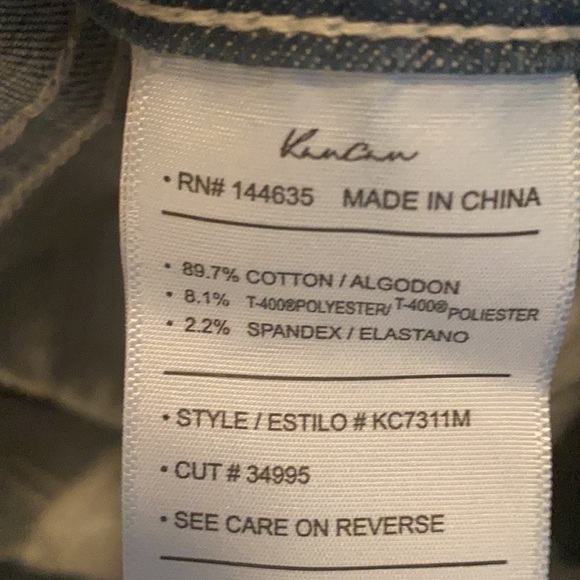 KanCan
• RN# 144635 MADE IN CHINA
• 89.7% COTTON / ALGODON
• 8.1% T-400®POLYESTER/ T-400®POLIESTER
• 2.2% SPANDEX / ELASTANO
• STYLE / ESTILO # KC7311M
• CUT # 34995
• SEE CARE ON REVERSE